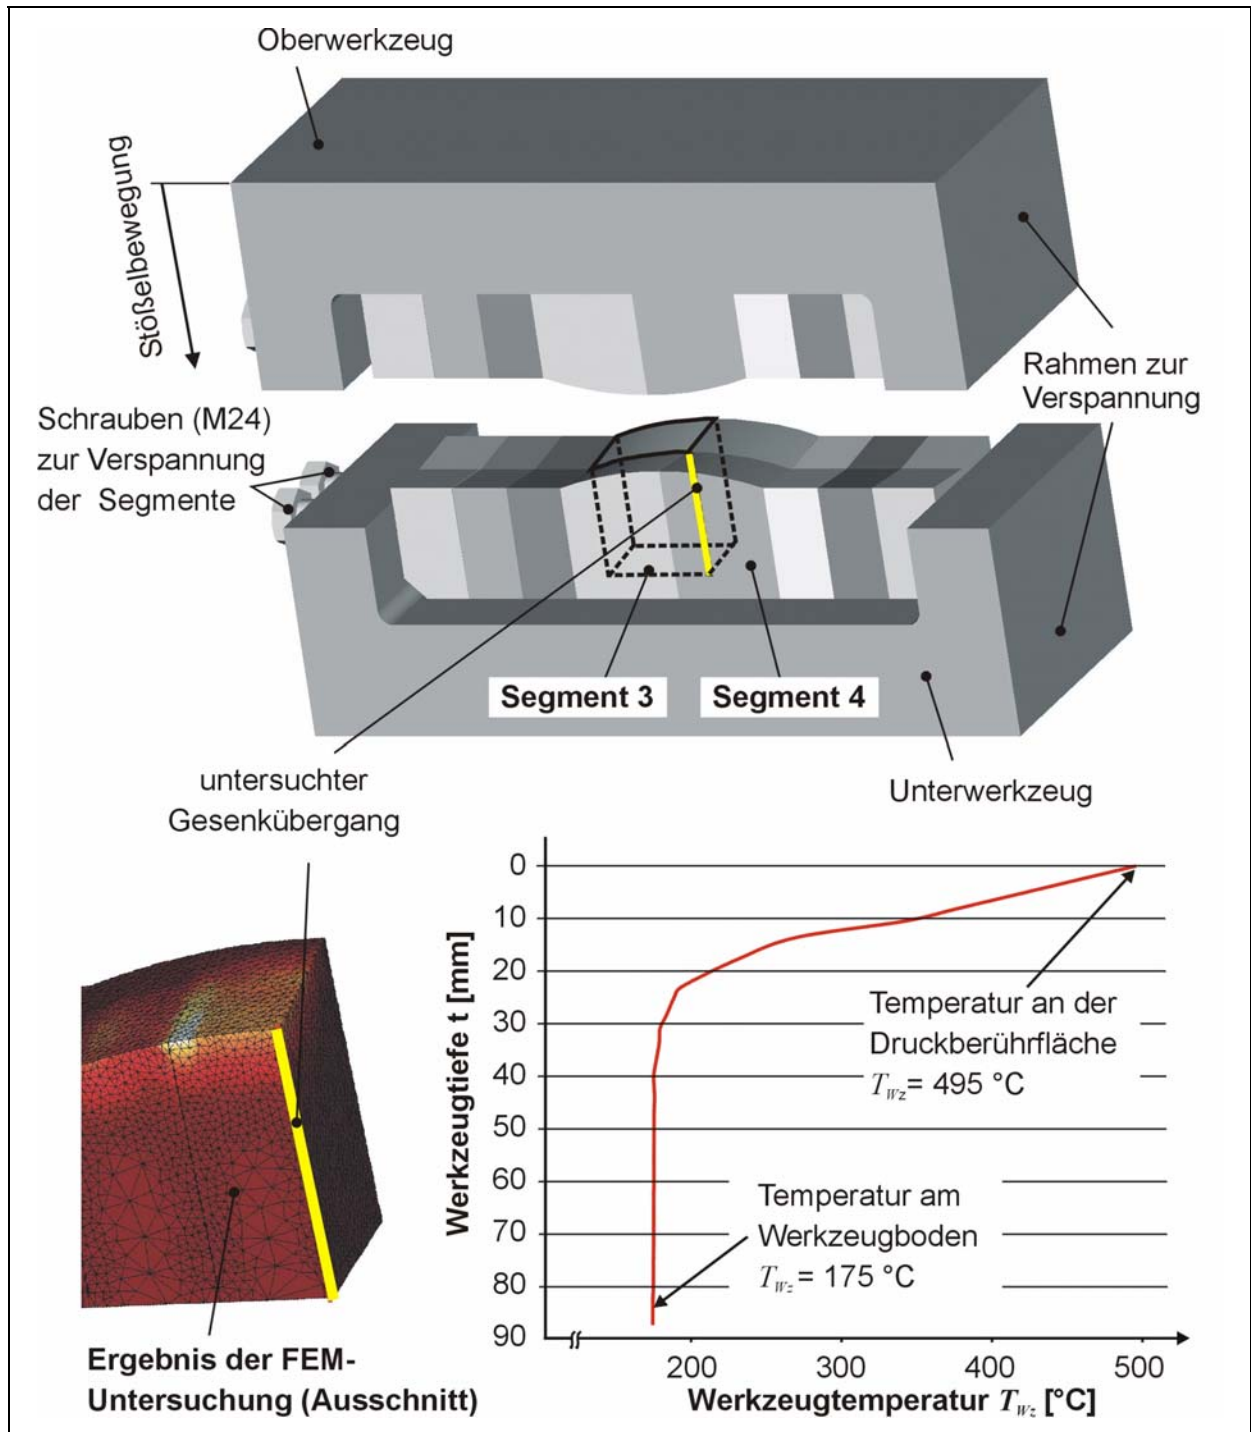 Oberwerkzeug
Stößelbewegung
Schrauben (M24)
zur Verspannung
der Segmente
Rahmen zur
Verspannung
Segment 3
Segment 4
untersuchter
Gesenkübergang
Unterwerkzeug
Ergebnis der FEM-
Untersuchung (Ausschnitt)
Werkzeugtiefe t [mm]
0
10
20
30
40
50
60
70
80
90
Temperatur an der
Druckberührfläche
T_Wz = 495 °C
Temperatur am
Werkzeugboden
T_Wz = 175 °C
200 300 400 500
Werkzeugtemperatur T_Wz [°C]